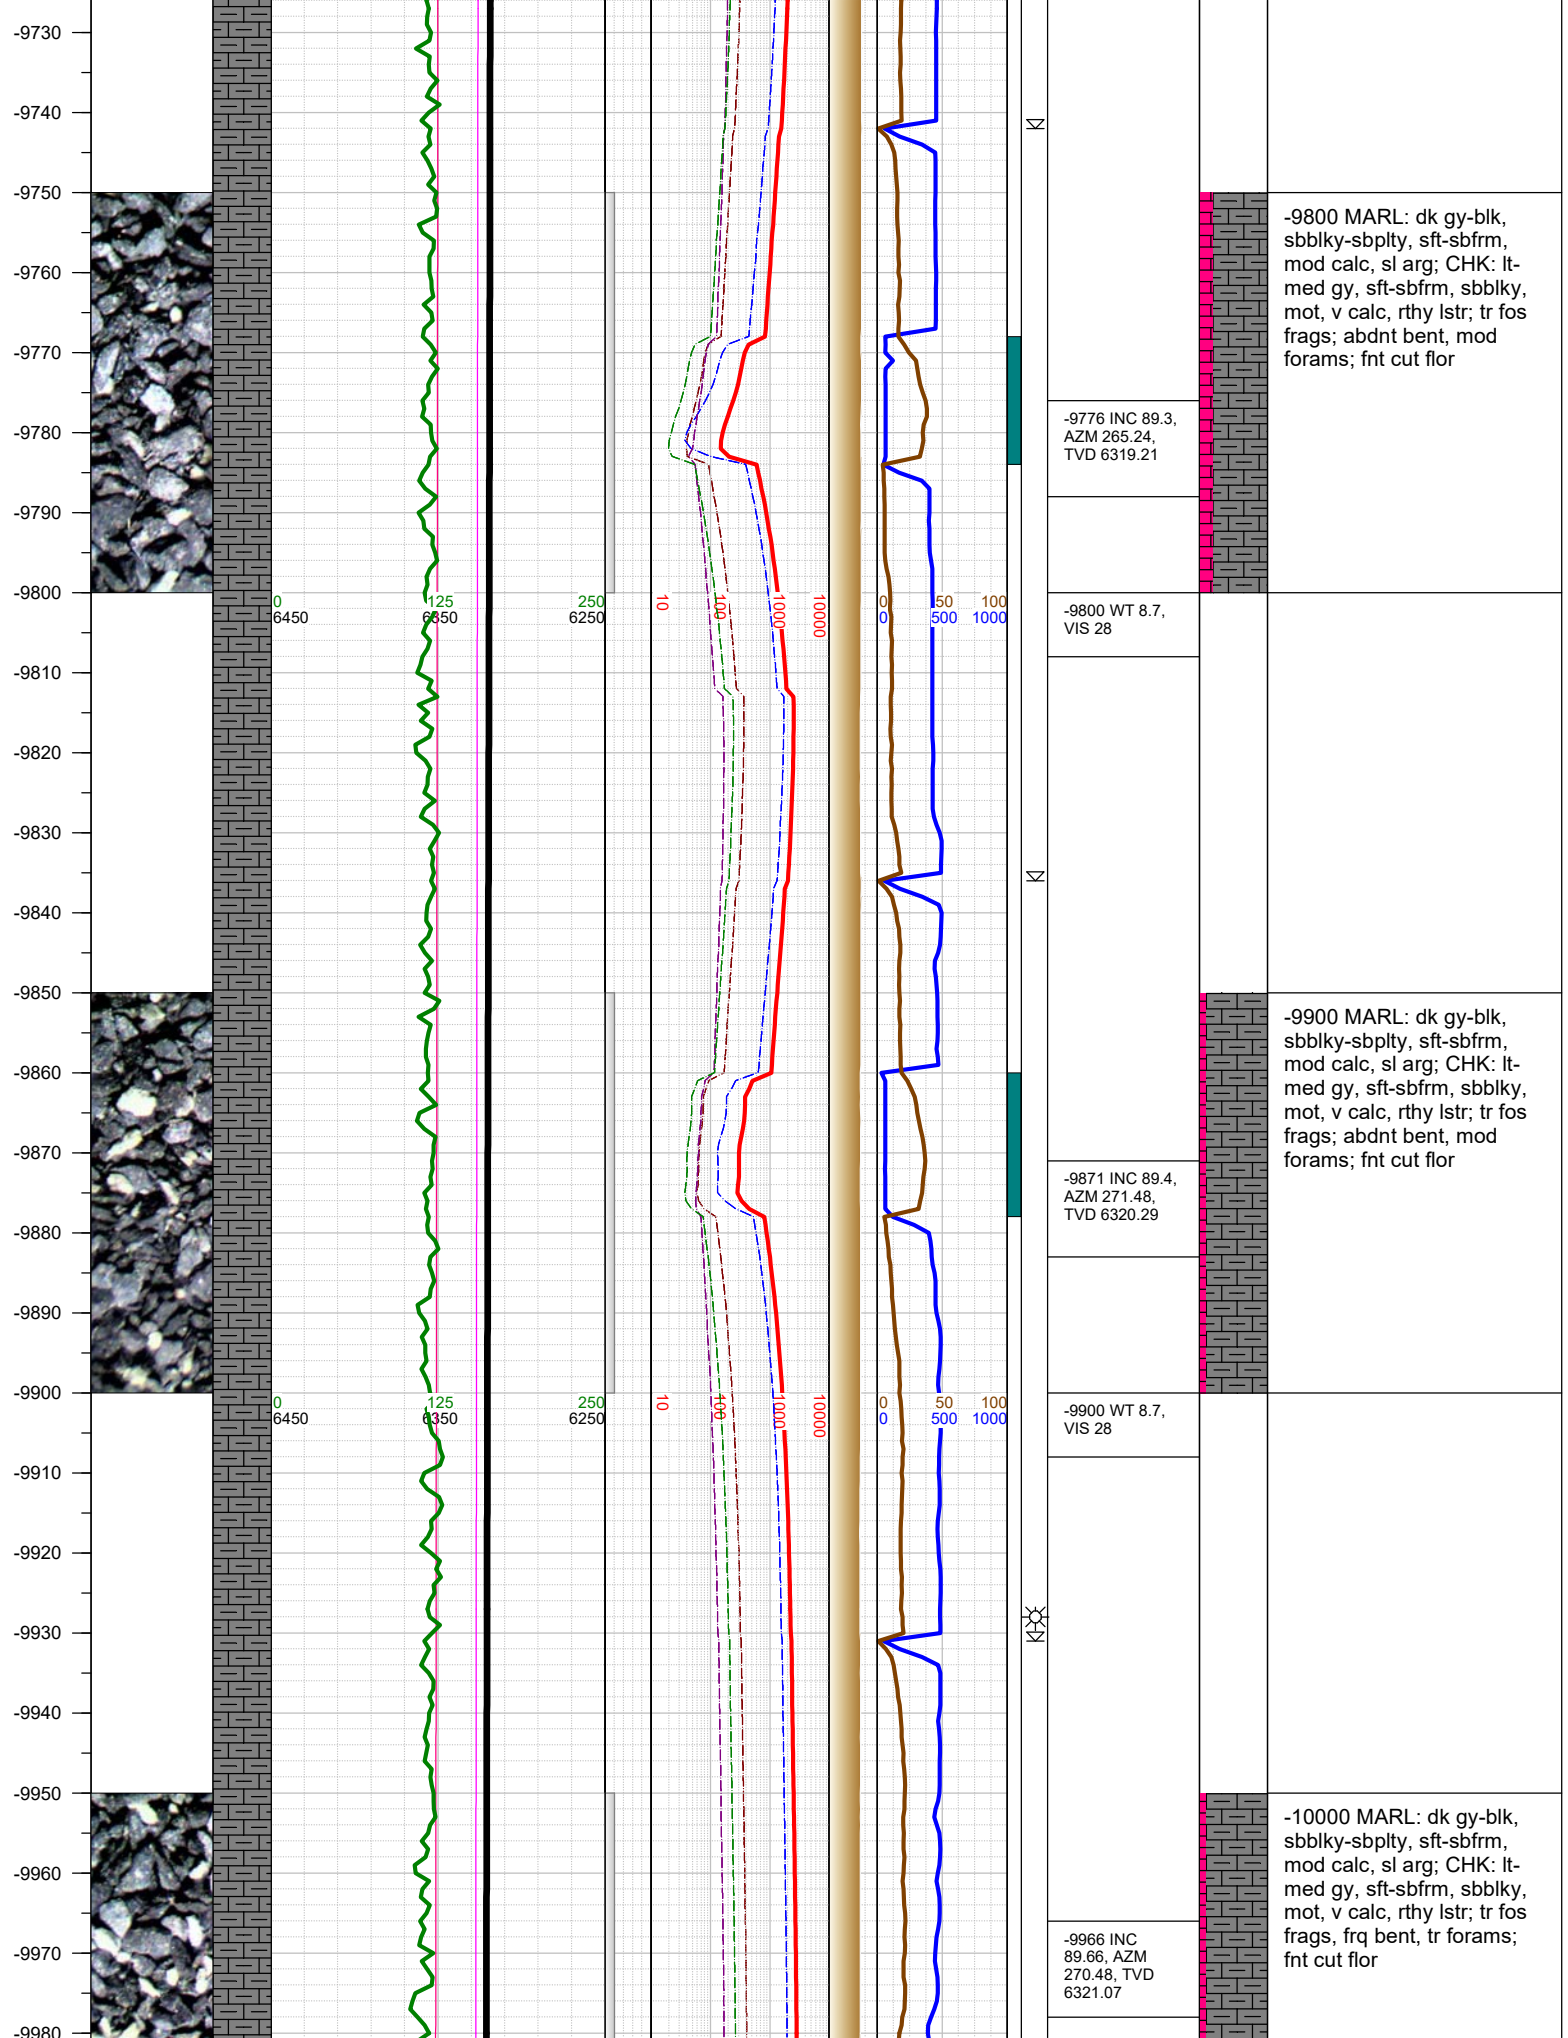 -9730
-9740
-9750
-9800 MARL: dk gy-blk,
sbblky-sbplty, sft-sbfrm,
mod calc, sl arg; CHK: lt-
med gy, sft-sbfrm, sbblky,
mot, v calc, rthy lstr; tr fos
frags; abdnt bent, mod
forams; fnt cut flor
-9760
-9770
-9776 INC 89.3,
AZM 265.24,
TVD 6319.21
-9780
-9790
-9800
0 125 250 10 100 1000 10000 0 50 100
6450 6350 6250 0 500 1000
-9800 WT 8.7,
VIS 28
-9810
-9820
-9830
-9840
-9850
-9900 MARL: dk gy-blk,
sbblky-sbplty, sft-sbfrm,
mod calc, sl arg; CHK: lt-
med gy, sft-sbfrm, sbblky,
mot, v calc, rthy lstr; tr fos
frags; abdnt bent, mod
forams; fnt cut flor
-9860
-9870
-9871 INC 89.4,
AZM 271.48,
TVD 6320.29
-9880
-9890
-9900
0 125 250 10 100 1000 10000 0 50 100
6450 6350 6250 0 500 1000
-9900 WT 8.7,
VIS 28
-9910
-9920
-9930
-9940
-9950
-10000 MARL: dk gy-blk,
sbblky-sbplty, sft-sbfrm,
mod calc, sl arg; CHK: lt-
med gy, sft-sbfrm, sbblky,
mot, v calc, rthy lstr; tr fos
frags, frq bent, tr forams;
fnt cut flor
-9960
-9970
-9966 INC
89.66, AZM
270.48, TVD
6321.07
-9980